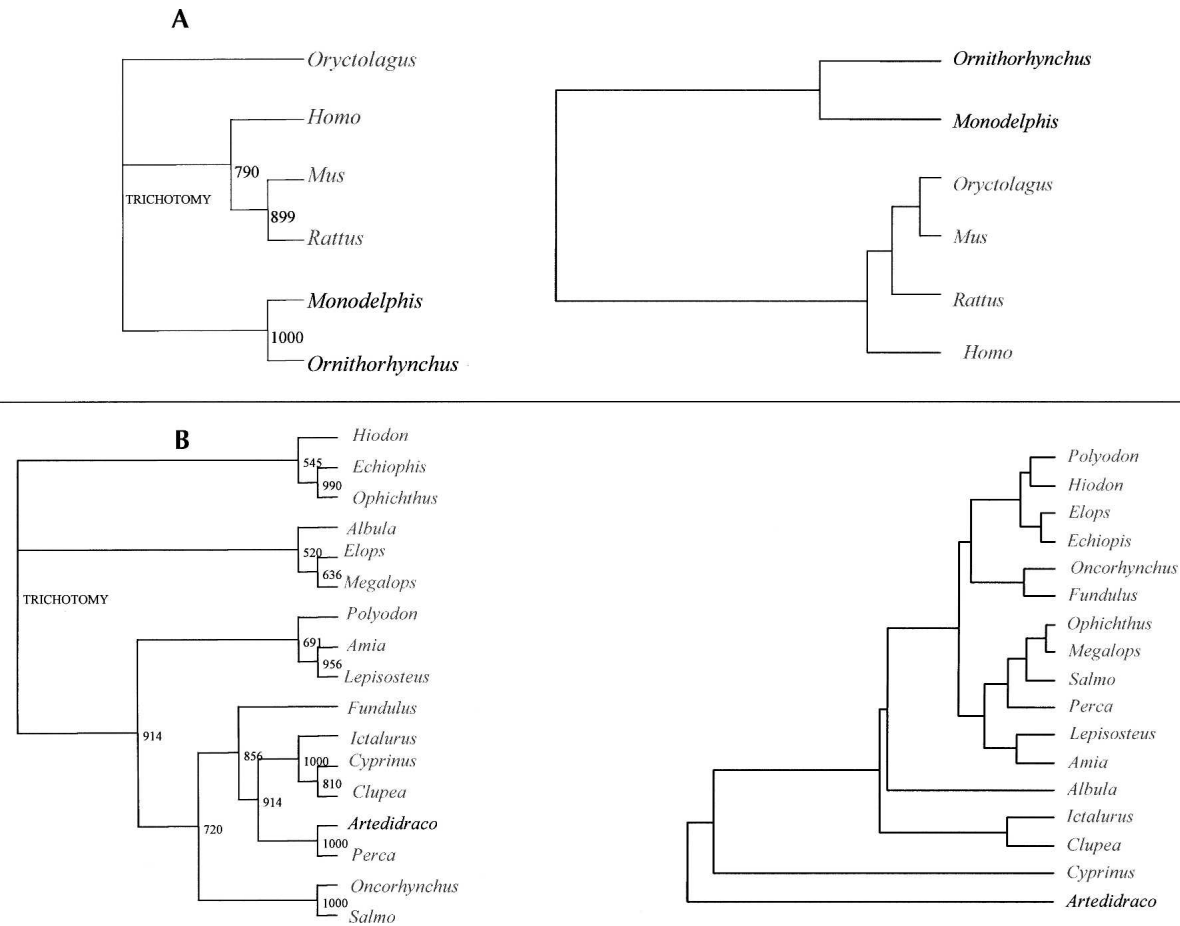 A
Oryctolagus
Homo
790
Mus
TRICHOTOMY
899
Rattus
Monodelphis
1000
Ornithorhynchus
Ornithorhynchus
Monodelphis
Oryctolagus
Mus
Rattus
Homo
B
Hiodon
545
Echiophis
990
Ophichthus
Albula
520
Elops
636
Megalops
TRICHOTOMY
Polyodon
691
Amia
956
Lepisosteus
Fundulus
914
Ictalurus
856
1000
Cyprinus
810
Clupea
914
Artedidraco
720
1000
Perca
Oncorhynchus
1000
Salmo
Polyodon
Hiodon
Elops
Echiopis
Oncorhynchus
Fundulus
Ophichthus
Megalops
Salmo
Perca
Lepisosteus
Amia
Albula
Ictalurus
Clupea
Cyprinus
Artedidraco